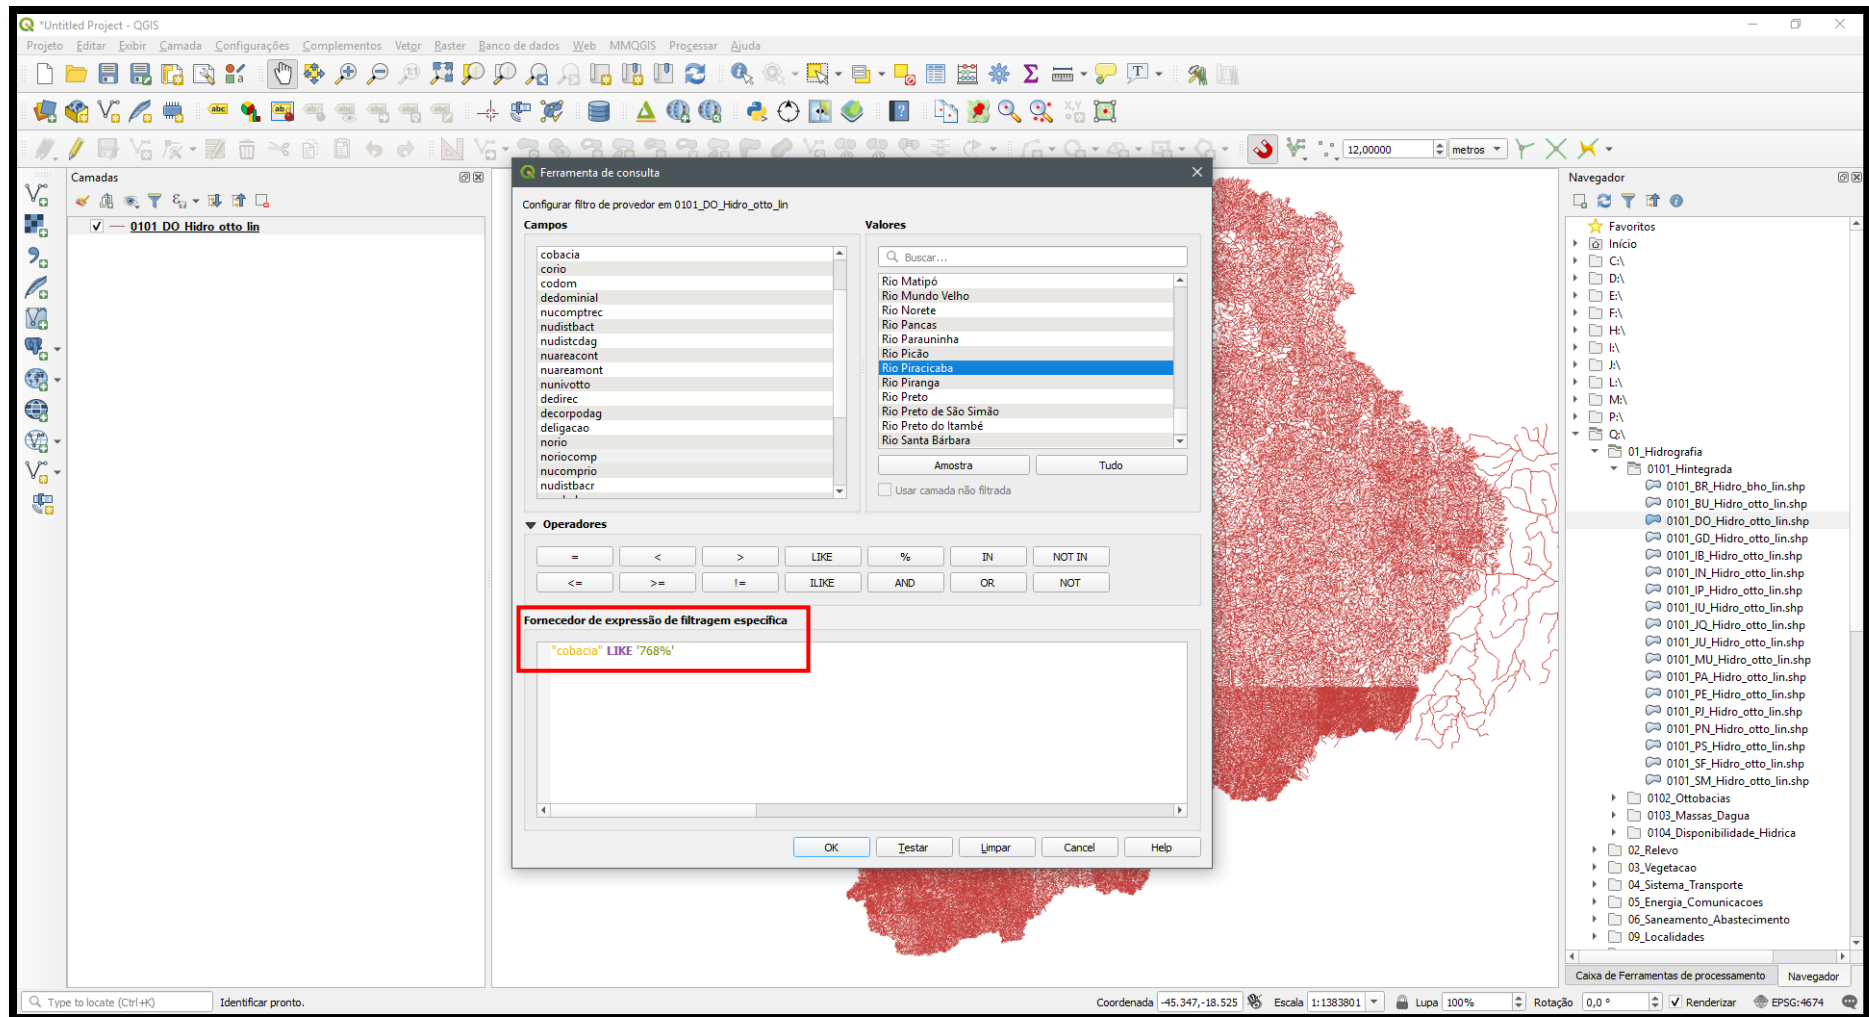 *Untitled Project - QGIS
Projeto Editar Exibir Camada Configurações Complementos Vetor Raster Banco de dados Web MMQGIS Processar Ajuda
12,00000 metros
Camadas
0101_DO_Hidro_otto_lin
Ferramenta de consulta
Configurar filtro de provedor em 0101_DO_Hidro_otto_lin
Campos
cobacia
corio
codom
dedominial
nucomptrec
nudistbact
nudistcdag
nuareacont
nuareamont
nunivotto
dedirec
decorpodag
deligacao
norio
noriocomp
nucomprio
nudistbacr
Valores
Buscar...
Rio Matipó
Rio Mundo Velho
Rio Norete
Rio Pancas
Rio Parauninha
Rio Picão
Rio Piracicaba
Rio Piranga
Rio Preto
Rio Preto de São Simão
Rio Preto do Itambé
Rio Santa Bárbara
Amostra Tudo
Usar camada não filtrada
Operadores
= < > LIKE % IN NOT IN
<= >= != ILIKE AND OR NOT
Fornecedor de expressão de filtragem específica
"cobacia" LIKE '768%'
OK Testar Limpar Cancel Help
Navegador
Favoritos
Início
C:\
D:\
E:\
F:\
H:\
I:\
J:\
L:\
M:\
P:\
Q:\
01_Hidrografia
0101_Hintegrada
0101_BR_Hidro_bho_lin.shp
0101_BU_Hidro_otto_lin.shp
0101_DO_Hidro_otto_lin.shp
0101_GD_Hidro_otto_lin.shp
0101_IB_Hidro_otto_lin.shp
0101_IN_Hidro_otto_lin.shp
0101_IP_Hidro_otto_lin.shp
0101_IU_Hidro_otto_lin.shp
0101_JQ_Hidro_otto_lin.shp
0101_JU_Hidro_otto_lin.shp
0101_MU_Hidro_otto_lin.shp
0101_PA_Hidro_otto_lin.shp
0101_PE_Hidro_otto_lin.shp
0101_PJ_Hidro_otto_lin.shp
0101_PN_Hidro_otto_lin.shp
0101_PS_Hidro_otto_lin.shp
0101_SF_Hidro_otto_lin.shp
0101_SM_Hidro_otto_lin.shp
0102_Ottobacias
0103_Massas_Dagua
0104_Disponibilidade_Hidrica
02_Relevo
03_Vegetacao
04_Sistema_Transporte
05_Energia_Comunicacoes
06_Saneamento_Abastecimento
09_Localidades
Caixa de Ferramentas de processamento Navegador
Type to locate (Ctrl+K) Identificar pronto. Coordenada -45.347,-18.525 Escala 1:1383801 Lupa 100% Rotação 0,0 ° Renderizar EPSG:4674